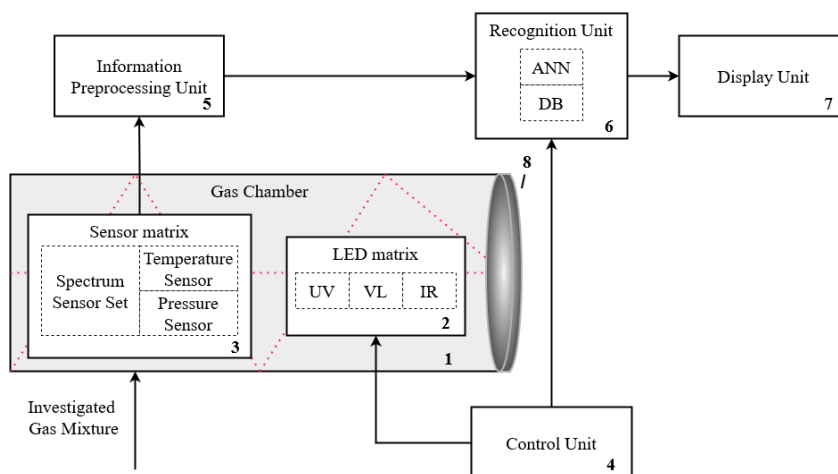 Recognition Unit
ANN
DB
6
Information
Preprocessing Unit
5
Display Unit
7
8
/
Gas Chamber
Sensor matrix
Spectrum
Sensor Set
Temperature
Sensor
Pressure
Sensor
3
LED matrix
UV VL IR
2
1
Investigated
Gas Mixture
Control Unit
4